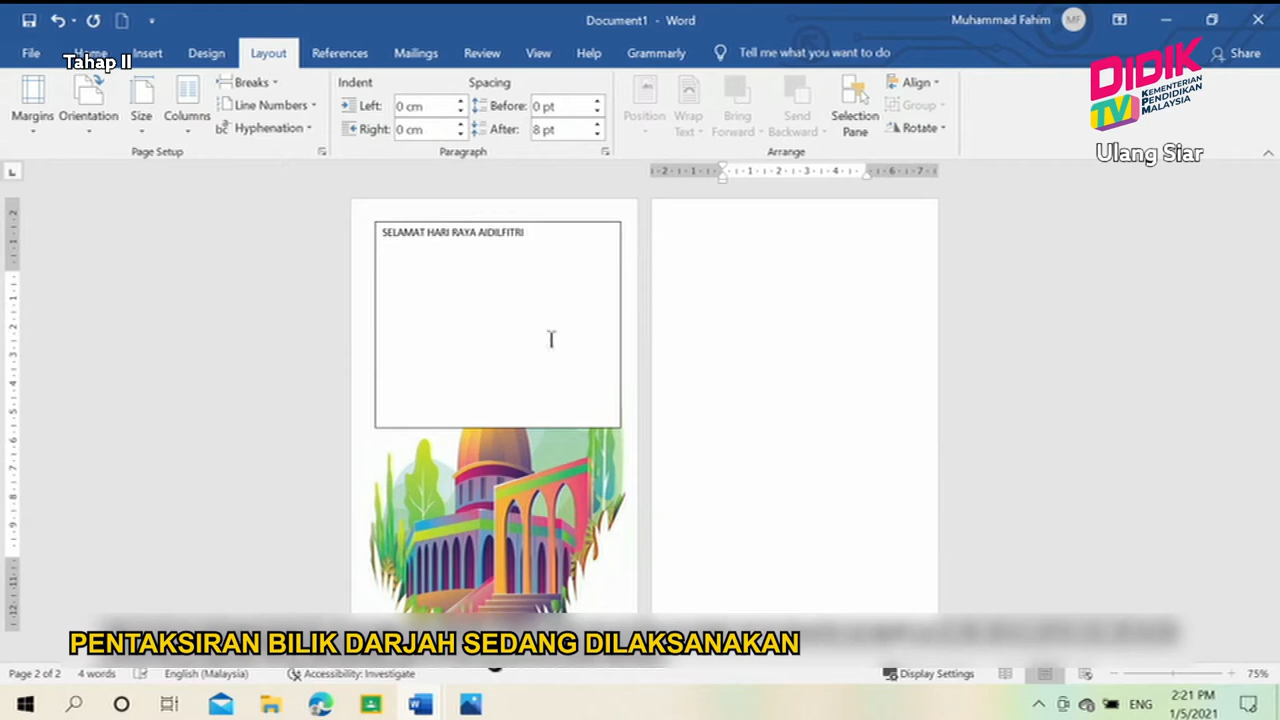 Document1 - Word
Muhammad Fahim
MF
File
Home
Insert
Design
Layout
References
Mailings
Review
View
Help
Grammarly
Tell me what you want to do
Share
Tahap II
DIDIK
TV
KEMENTERIAN
PENDIDIKAN
MALAYSIA
Ulang Siar
Margins
Orientation
Size
Columns
Breaks
Line Numbers
Hyphenation
Page Setup
Indent
Left: 0 cm
Right: 0 cm
Spacing
Before: 0 pt
After: 8 pt
Paragraph
Position
Wrap Text
Bring Forward
Send Backward
Selection Pane
Align
Group
Rotate
Arrange
SELAMAT HARI RAYA AIDILFITRI
PENTAKSIRAN BILIK DARJAH SEDANG DILAKSANAKAN
Page 2 of 2
4 words
English (Malaysia)
Accessibility: Investigate
Display Settings
75%
ENG
2:21 PM
1/5/2021